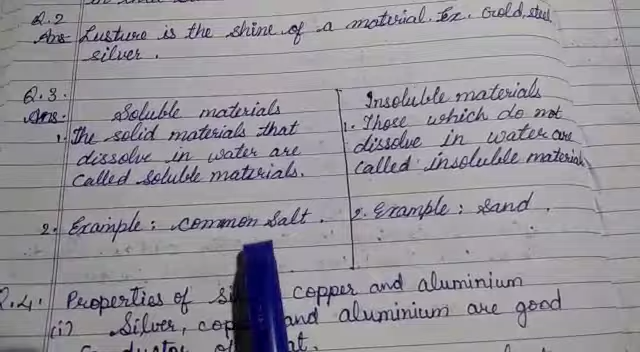 Q.2
Ans- Lusture is the shine of a material. Ex. Gold, steel
silver.
Q.3.
Ans.
Soluble materials
1. The solid materials that
dissolve in water are
called soluble materials.
2. Example: common salt.
Insoluble materials
1. Those which do not
dissolve in water are
called insoluble materials
2. Example: sand.
Q.4. Properties of copper and aluminium
(i) Silver, and aluminium are good